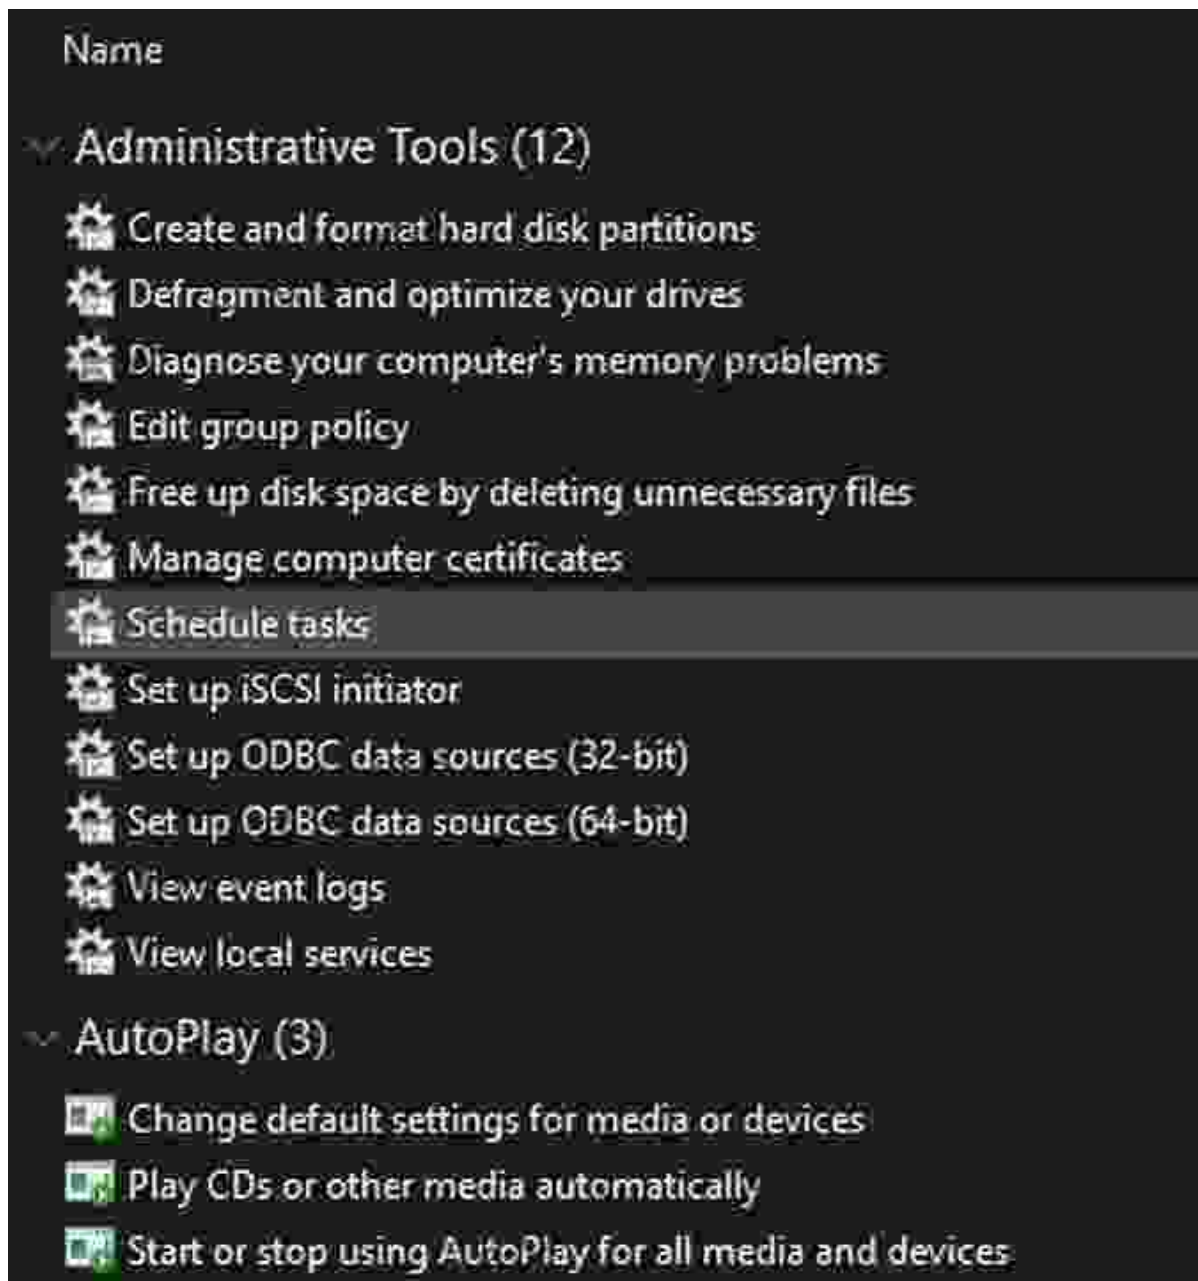 Name
Administrative Tools (12)
Create and format hard disk partitions
Defragment and optimize your drives
Diagnose your computer's memory problems
Edit group policy
Free up disk space by deleting unnecessary files
Manage computer certificates
Schedule tasks
Set up iSCSI initiator
Set up ODBC data sources (32-bit)
Set up ODBC data sources (64-bit)
View event logs
View local services
AutoPlay (3)
Change default settings for media or devices
Play CDs or other media automatically
Start or stop using AutoPlay for all media and devices